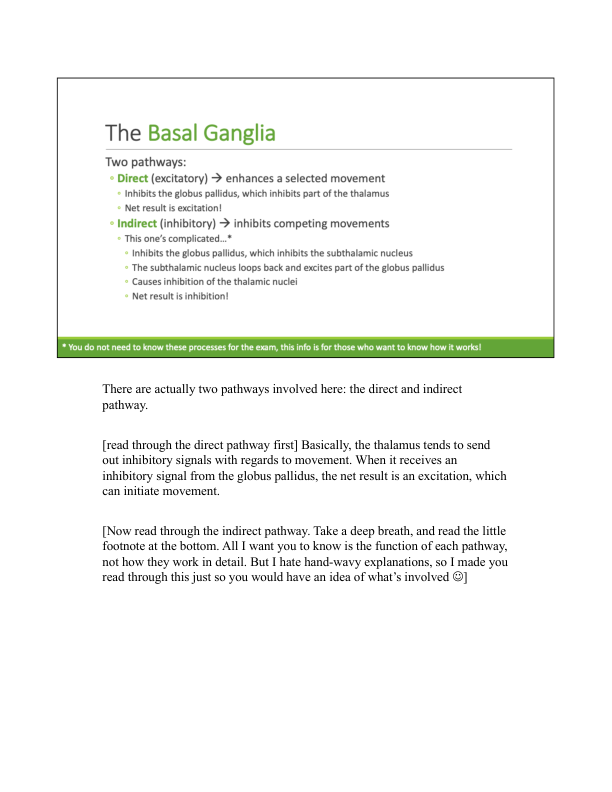 The Basal Ganglia
Two pathways:
• Direct (excitatory) → enhances a selected movement
• Inhibits the globus pallidus, which inhibits part of the thalamus
• Net result is excitation!
• Indirect (inhibitory) → inhibits competing movements
• This one's complicated…*
• Inhibits the globus pallidus, which inhibits the subthalamic nucleus
• The subthalamic nucleus loops back and excites part of the globus pallidus
• Causes inhibition of the thalamic nuclei
• Net result is inhibition!
* You do not need to know these processes for the exam, this info is for those who want to know how it works!
There are actually two pathways involved here: the direct and indirect
pathway.
[read through the direct pathway first] Basically, the thalamus tends to send
out inhibitory signals with regards to movement. When it receives an
inhibitory signal from the globus pallidus, the net result is an excitation, which
can initiate movement.
[Now read through the indirect pathway. Take a deep breath, and read the little
footnote at the bottom. All I want you to know is the function of each pathway,
not how they work in detail. But I hate hand-wavy explanations, so I made you
read through this just so you would have an idea of what's involved ☺]